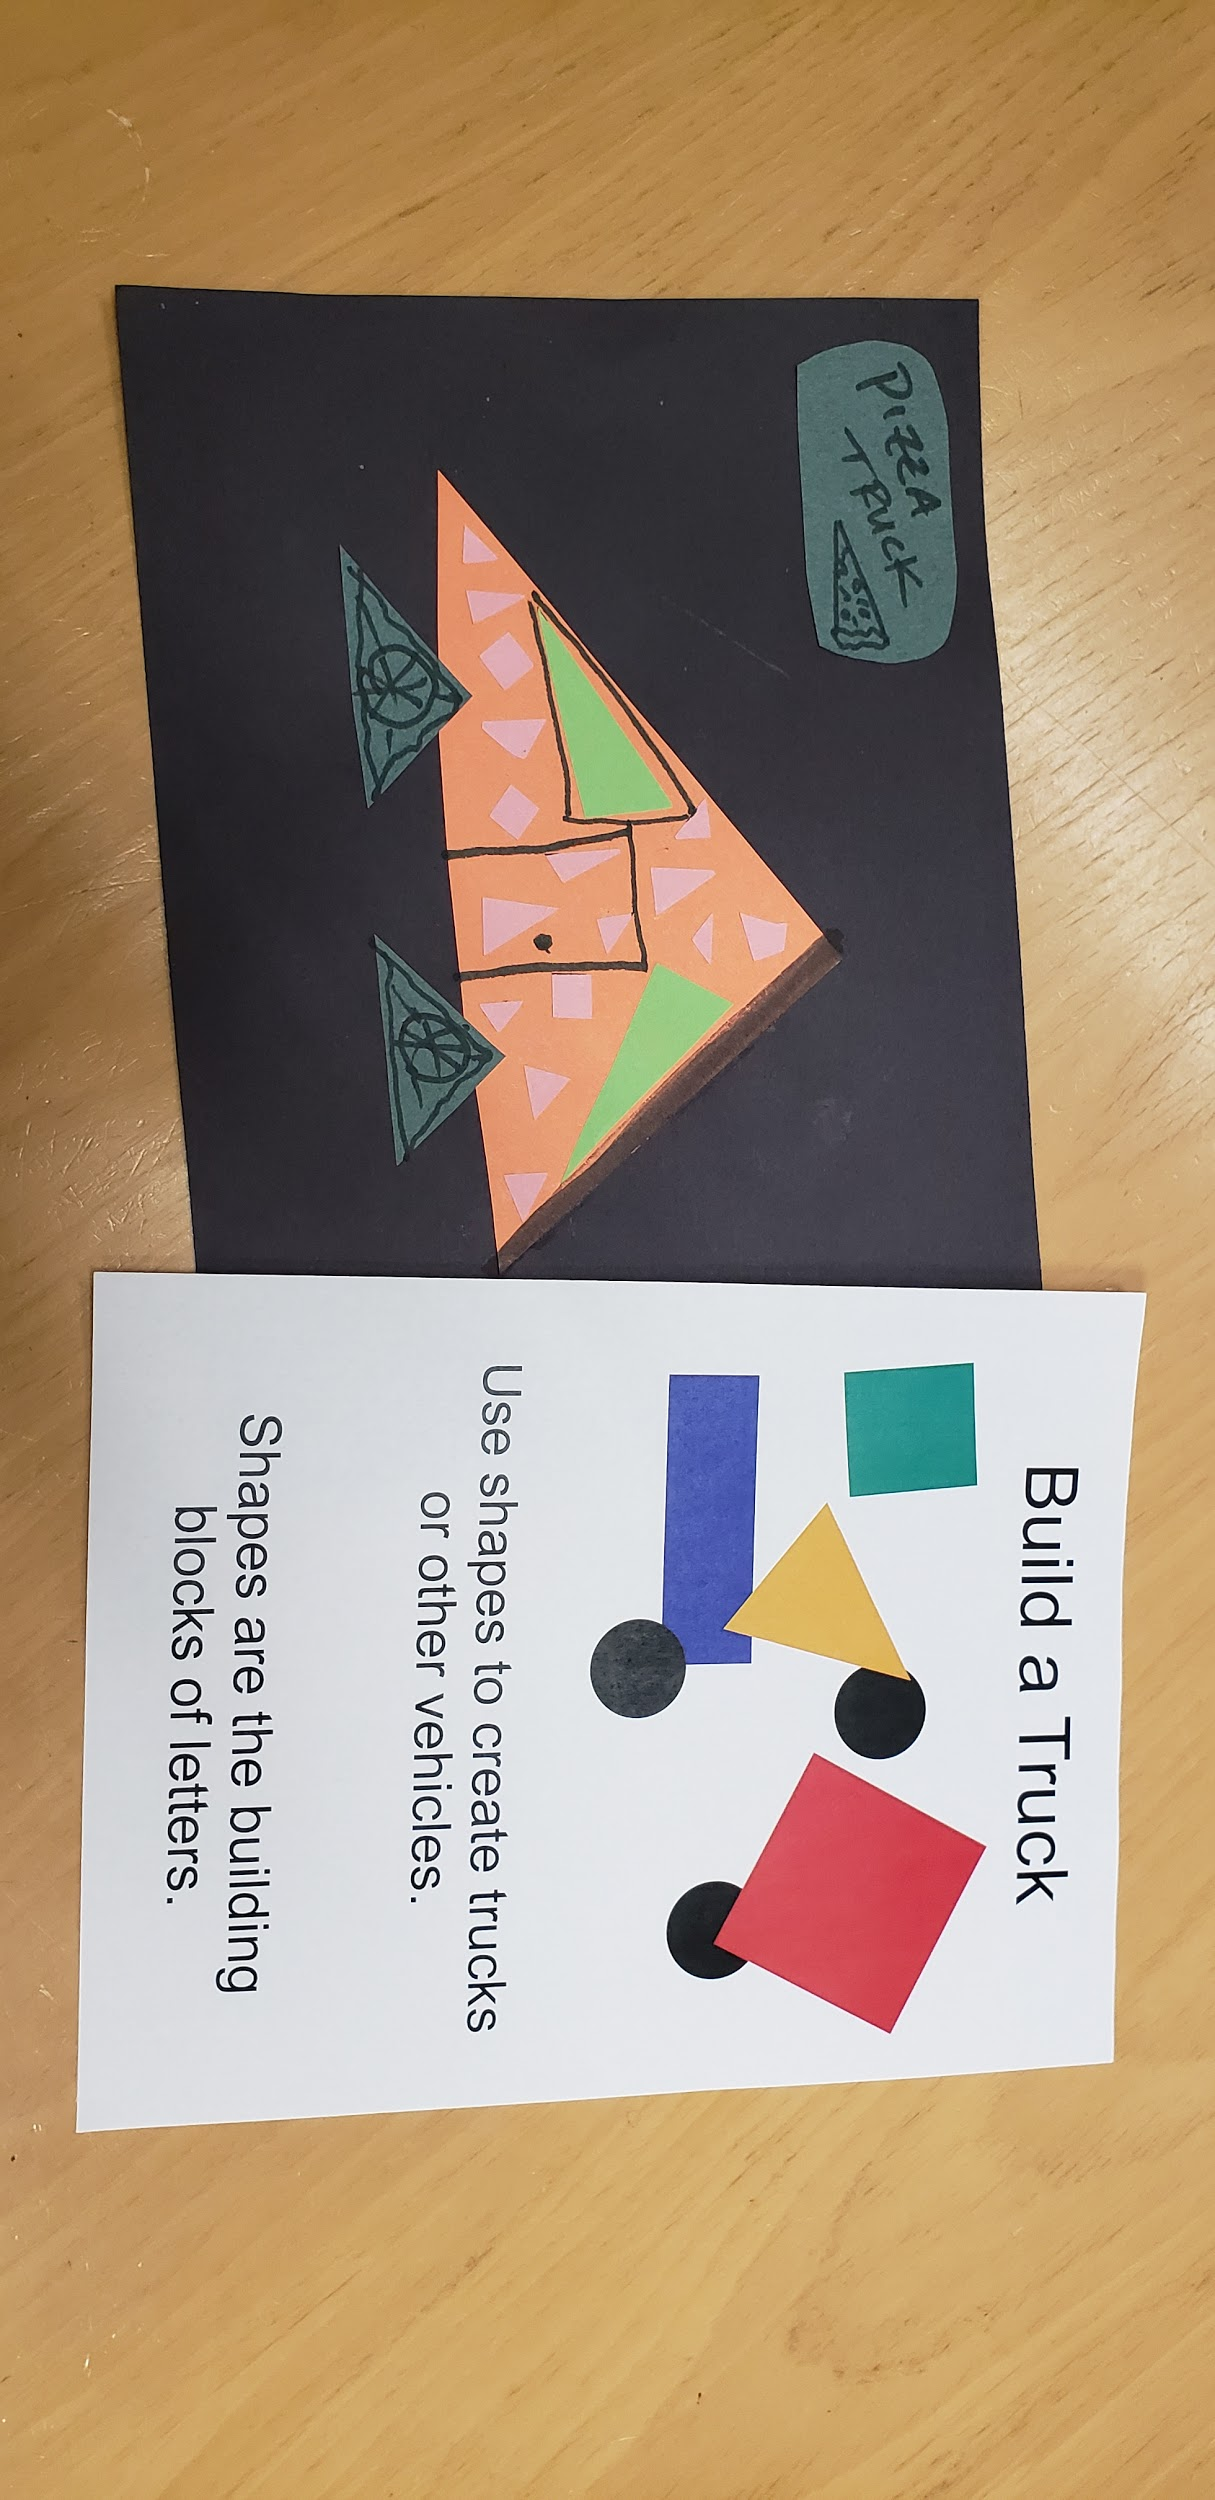 PIZZA
TRUCK
Build a Truck
Use shapes to create trucks
or other vehicles.
Shapes are the building
blocks of letters.